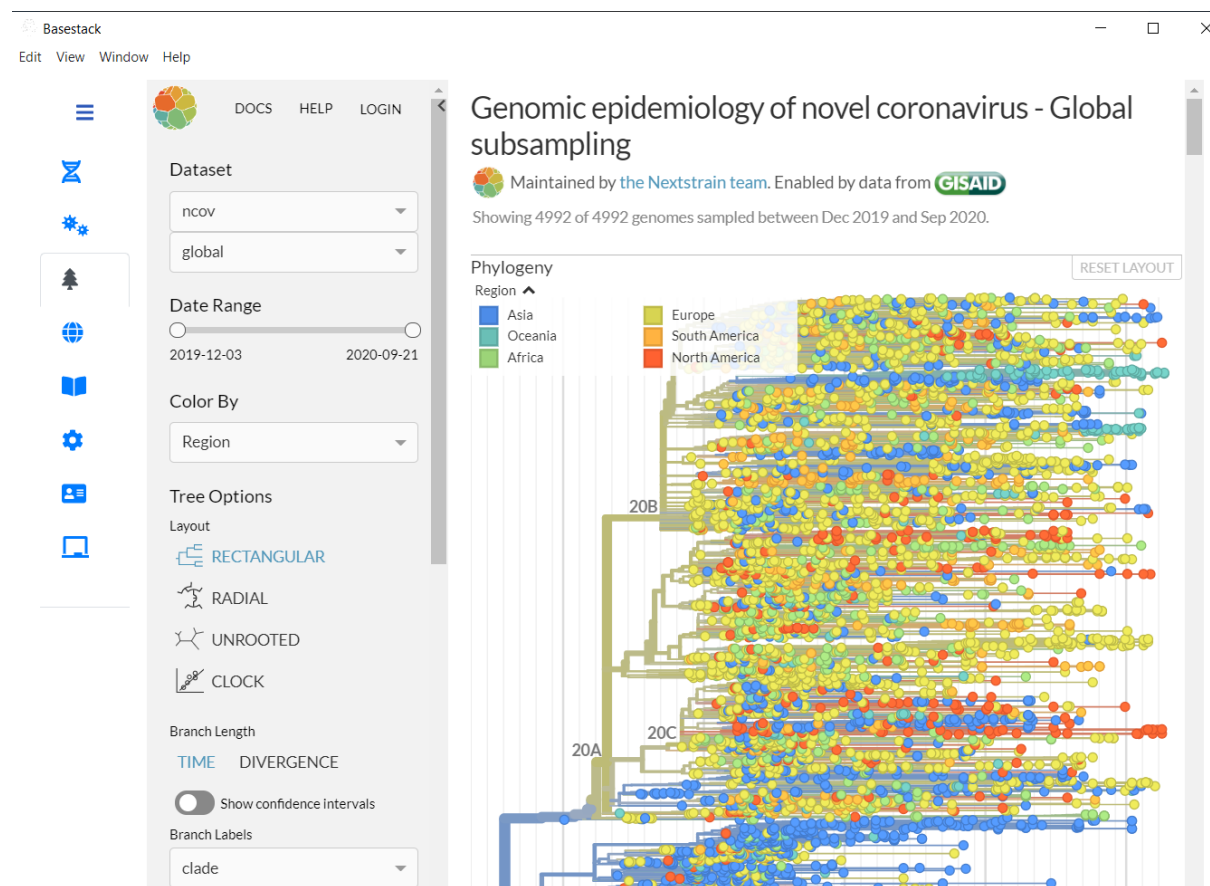 Basestack
Edit View Window Help
DOCS HELP LOGIN
Dataset
ncov
global
Date Range
2019-12-03 2020-09-21
Color By
Region
Tree Options
Layout
RECTANGULAR
RADIAL
UNROOTED
CLOCK
Branch Length
TIME DIVERGENCE
Show confidence intervals
Branch Labels
clade
Genomic epidemiology of novel coronavirus - Global
subsampling
Maintained by the Nextstrain team. Enabled by data from GISAID
Showing 4992 of 4992 genomes sampled between Dec 2019 and Sep 2020.
Phylogeny
RESET LAYOUT
Region
Asia Europe
Oceania South America
Africa North America
20B
20C
20A